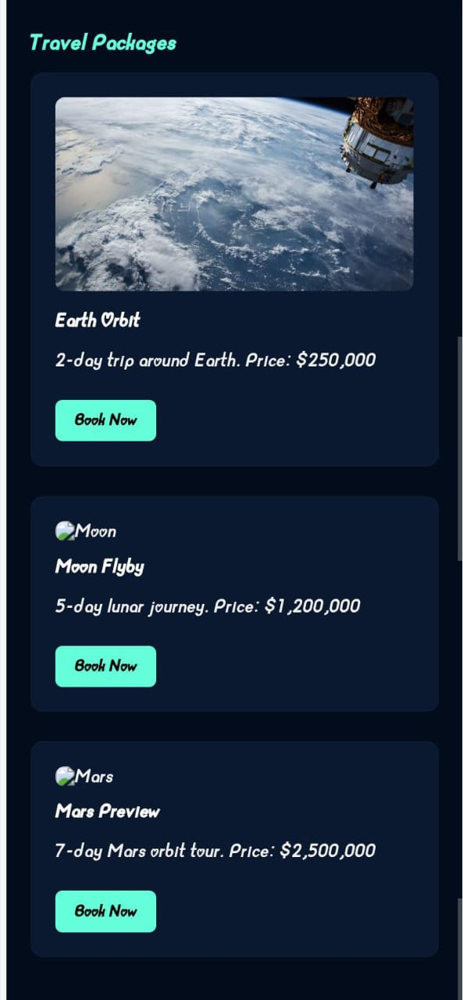 Travel Packages
Earth Orbit
2-day trip around Earth. Price: $250,000
Book Now
Moon
Moon Flyby
5-day lunar journey. Price: $1,200,000
Book Now
Mars
Mars Preview
7-day Mars orbit tour. Price: $2,500,000
Book Now